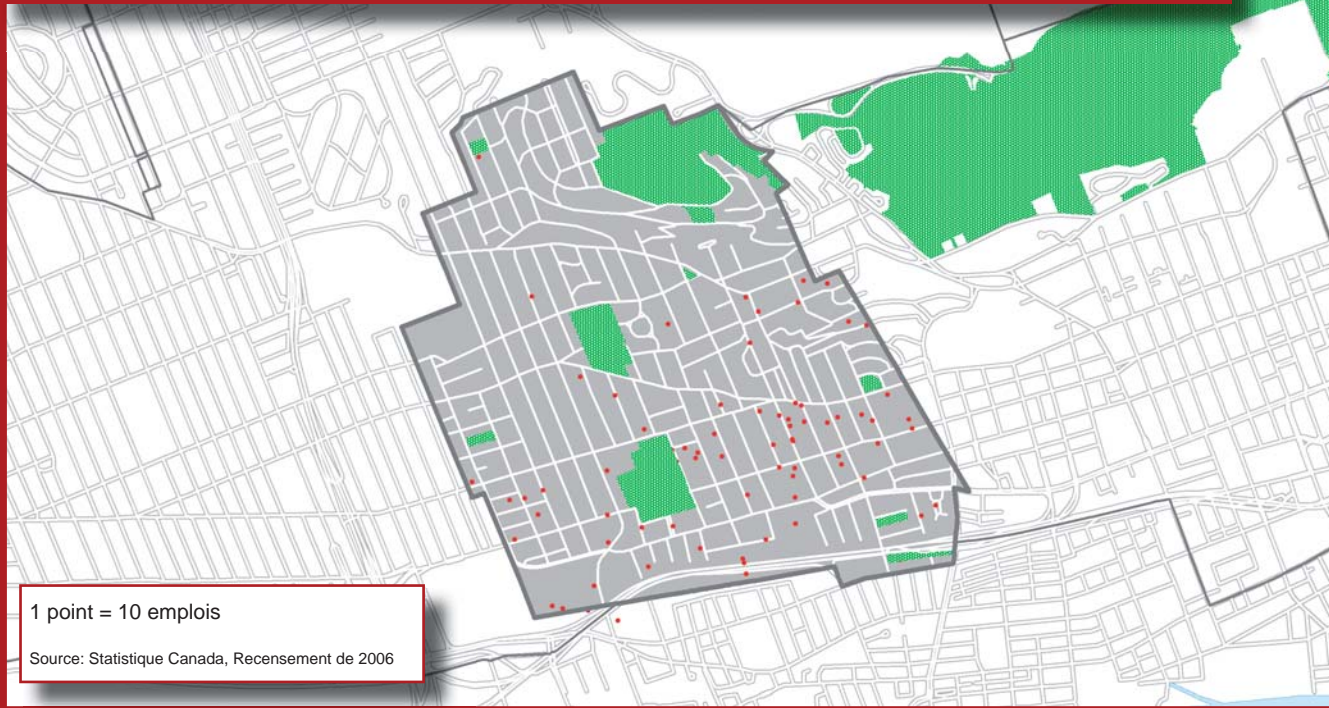 1 point = 10 emplois
Source: Statistique Canada, Recensement de 2006